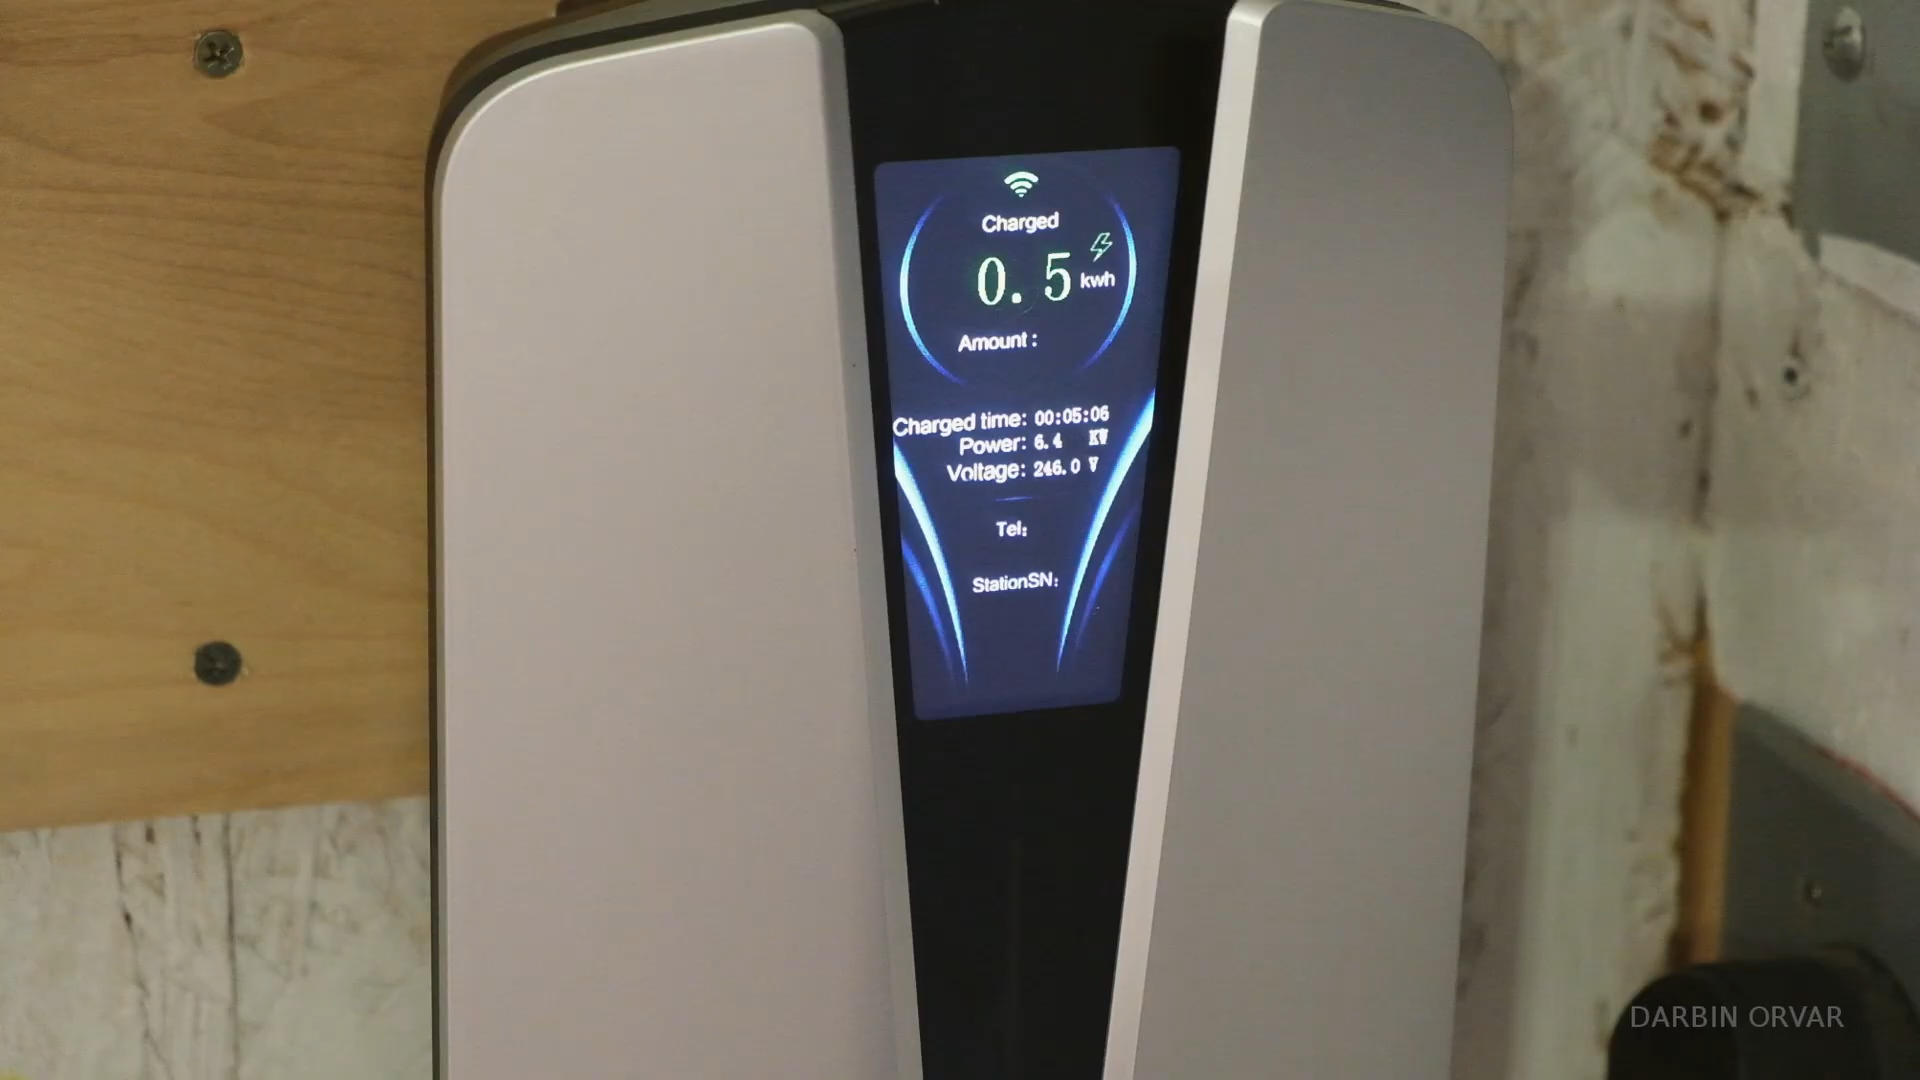 Charged
0.5 kwh
Amount:
Charged time: 00:05:06
Power: 6.4 KW
Voltage: 246.0 V
Tel:
StationSN:
DARBIN ORVAR